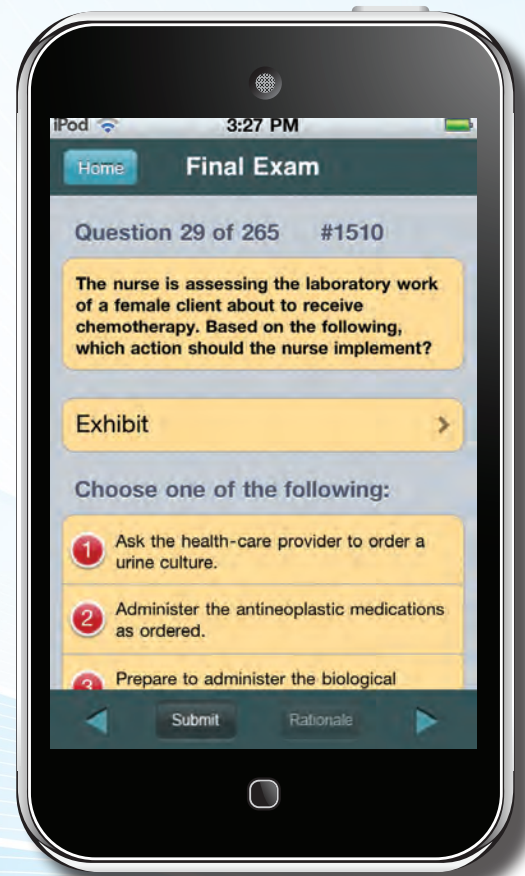 iPod 3:27 PM
Home Final Exam
Question 29 of 265 #1510
The nurse is assessing the laboratory work
of a female client about to receive
chemotherapy. Based on the following,
which action should the nurse implement?
Exhibit
Choose one of the following:
1 Ask the health-care provider to order a
urine culture.
2 Administer the antineoplastic medications
as ordered.
3 Prepare to administer the biological
Submit Rationale